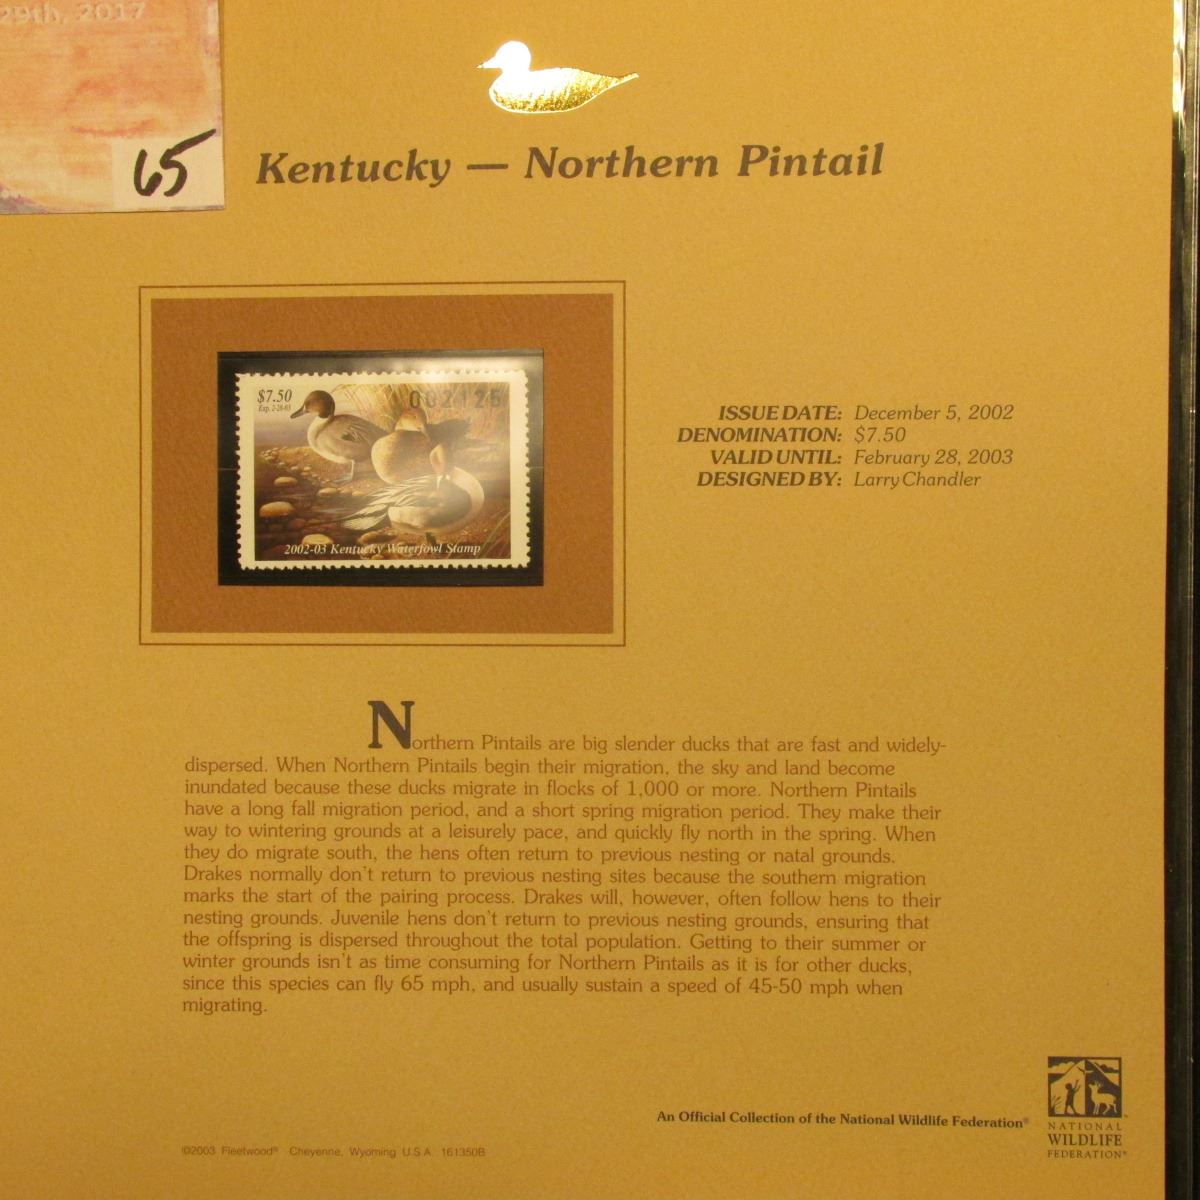 29th, 2017
65
Kentucky — Northern Pintail
$7.50
Exp. 2-28-03
002125
2002-03 Kentucky Waterfowl Stamp
ISSUE DATE: December 5, 2002
DENOMINATION: $7.50
VALID UNTIL: February 28, 2003
DESIGNED BY: Larry Chandler
Northern Pintails are big slender ducks that are fast and widely-
dispersed. When Northern Pintails begin their migration, the sky and land become
inundated because these ducks migrate in flocks of 1,000 or more. Northern Pintails
have a long fall migration period, and a short spring migration period. They make their
way to wintering grounds at a leisurely pace, and quickly fly north in the spring. When
they do migrate south, the hens often return to previous nesting or natal grounds.
Drakes normally don't return to previous nesting sites because the southern migration
marks the start of the pairing process. Drakes will, however, often follow hens to their
nesting grounds. Juvenile hens don't return to previous nesting grounds, ensuring that
the offspring is dispersed throughout the total population. Getting to their summer or
winter grounds isn't as time consuming for Northern Pintails as it is for other ducks,
since this species can fly 65 mph, and usually sustain a speed of 45-50 mph when
migrating.
An Official Collection of the National Wildlife Federation®
NATIONAL
WILDLIFE
FEDERATION®
©2003 Fleetwood® Cheyenne, Wyoming U.S.A. 161350B